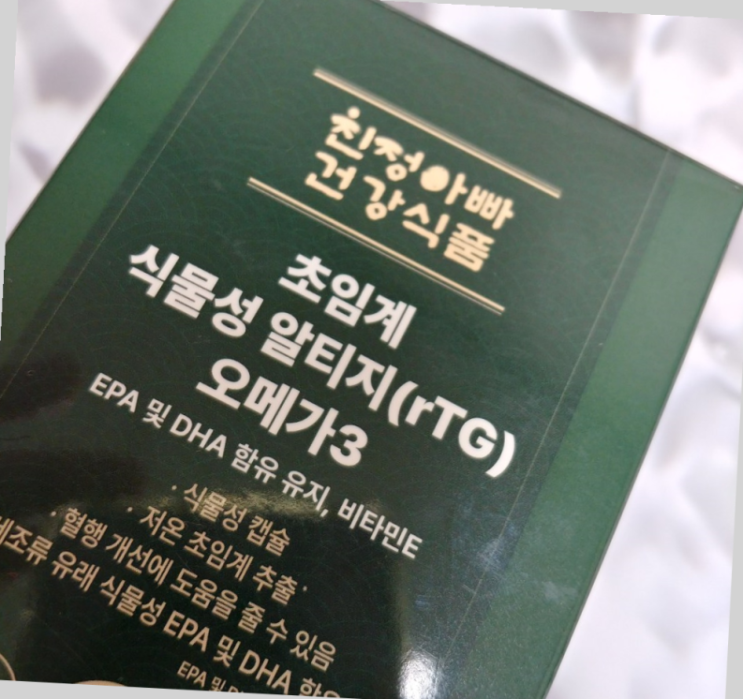 친정아빠
건강식품
초임계
식물성 알티지(rTG)
오메가3
EPA 및 DHA 함유 유지, 비타민E
· 식물성 캡슐
· 저온 초임계 추출·
· 혈행 개선에 도움을 줄 수 있음
조류 유래 식물성 EPA 및 DHA
EPA 및